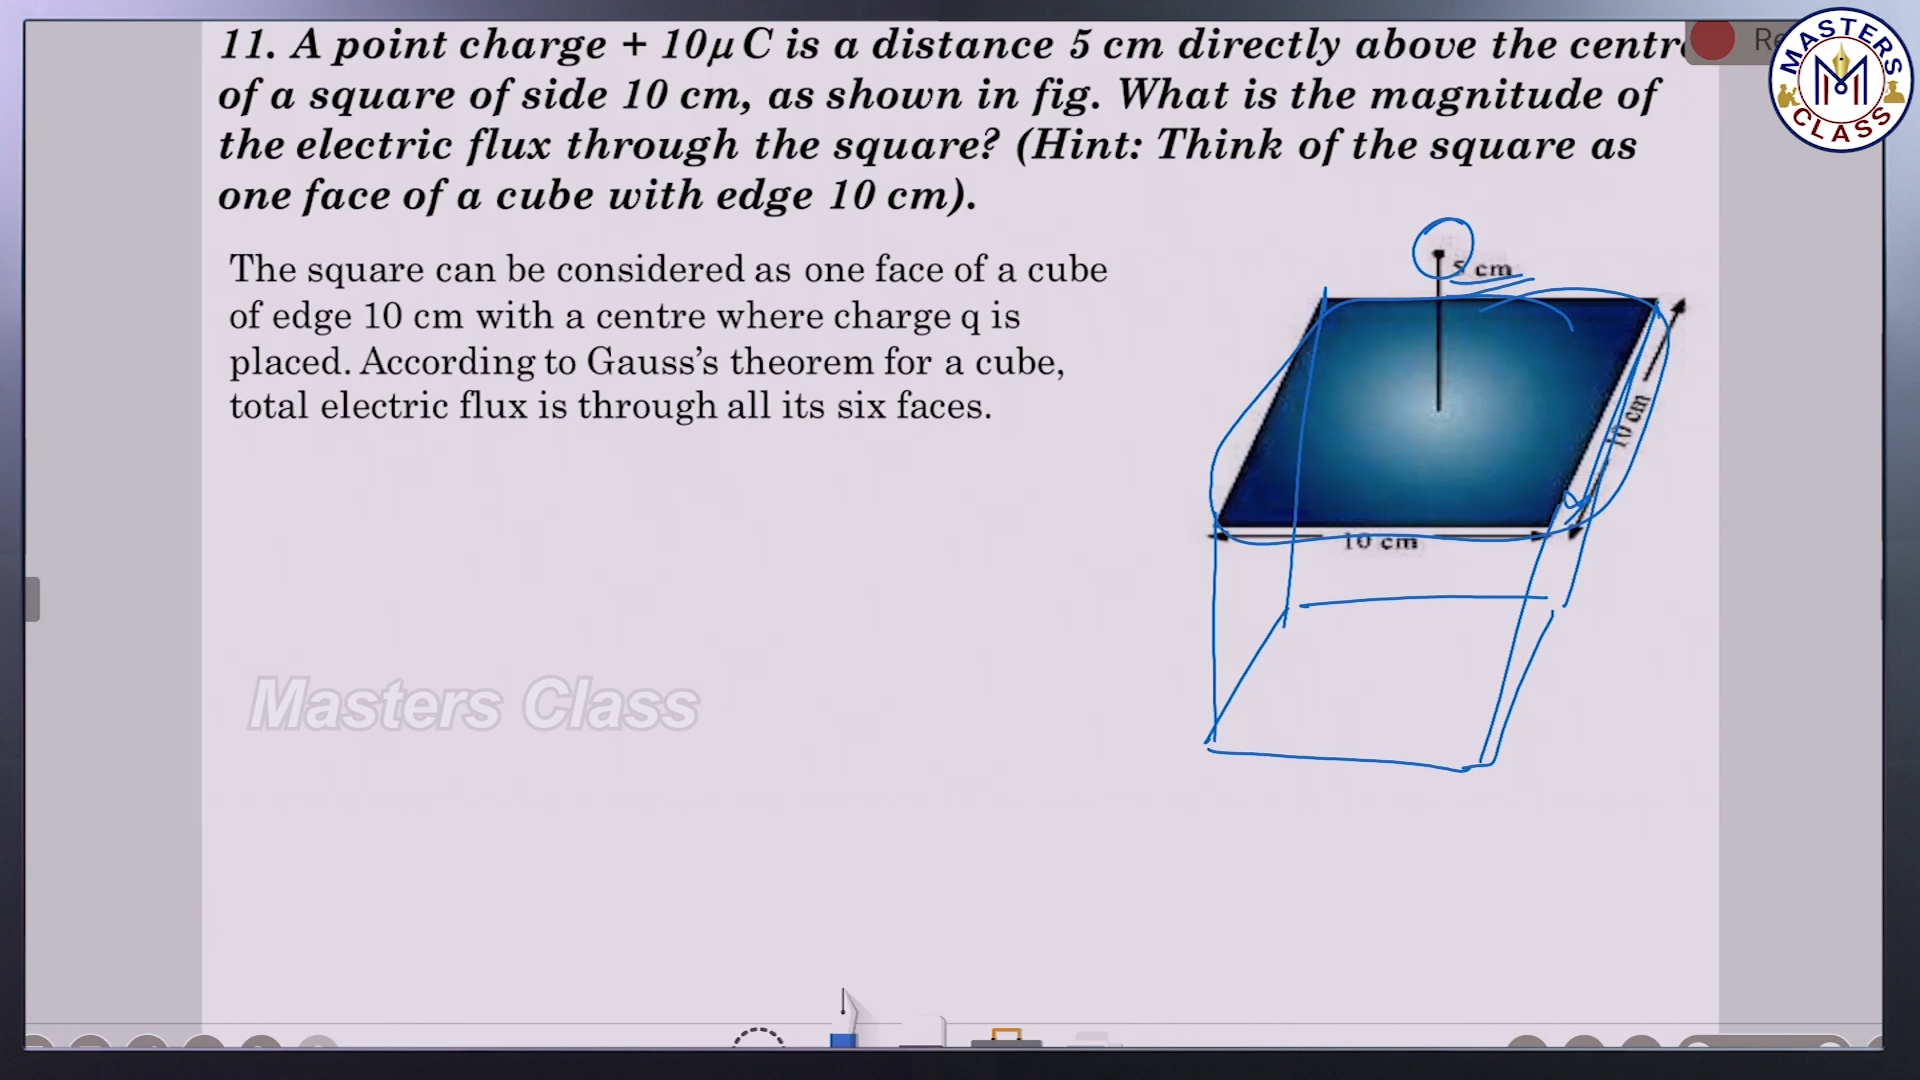 11. A point charge + 10μC is a distance 5 cm directly above the centr
of a square of side 10 cm, as shown in fig. What is the magnitude of
the electric flux through the square? (Hint: Think of the square as
one face of a cube with edge 10 cm).
The square can be considered as one face of a cube
of edge 10 cm with a centre where charge q is
placed. According to Gauss's theorem for a cube,
total electric flux is through all its six faces.
5 cm
10 cm
10 cm
Masters Class
MASTERS
M
CLASS